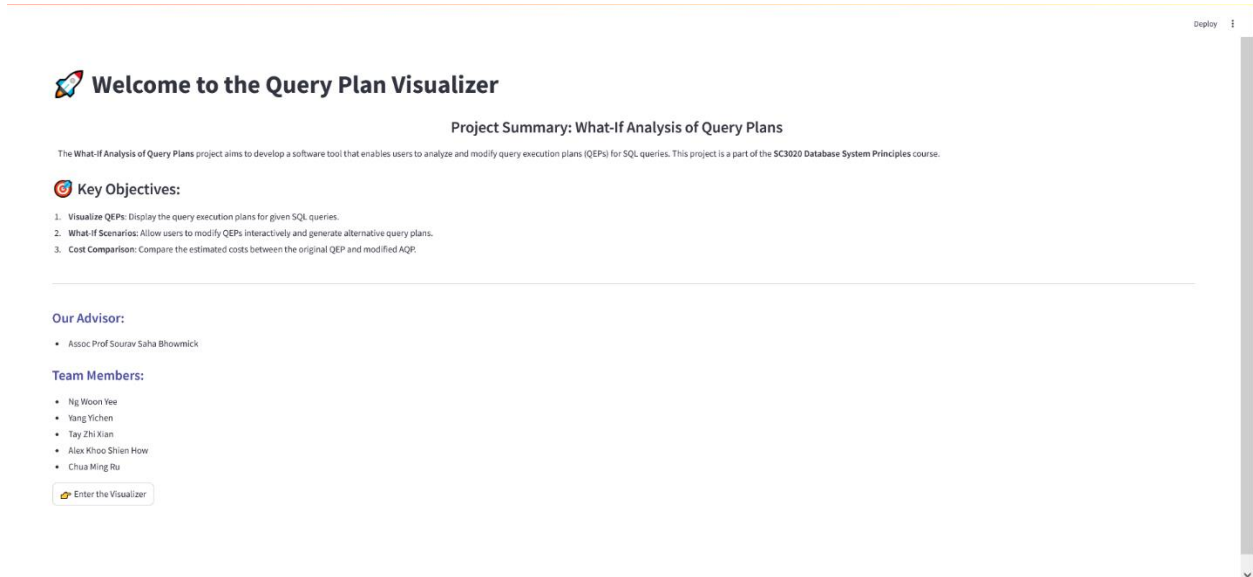 Deploy
🚀 Welcome to the Query Plan Visualizer
Project Summary: What-If Analysis of Query Plans
The What-If Analysis of Query Plans project aims to develop a software tool that enables users to analyze and modify query execution plans (QEPs) for SQL queries. This project is a part of the SC3020 Database System Principles course.
🎯 Key Objectives:
1. Visualize QEPs: Display the query execution plans for given SQL queries.
2. What-If Scenarios: Allow users to modify QEPs interactively and generate alternative query plans.
3. Cost Comparison: Compare the estimated costs between the original QEP and modified AQP.
Our Advisor:
• Assoc Prof Sourav Saha Bhowmick
Team Members:
• Ng Woon Yee
• Yang Yichen
• Tay Zhi Xian
• Alex Khoo Shien How
• Chua Ming Ru
👉 Enter the Visualizer